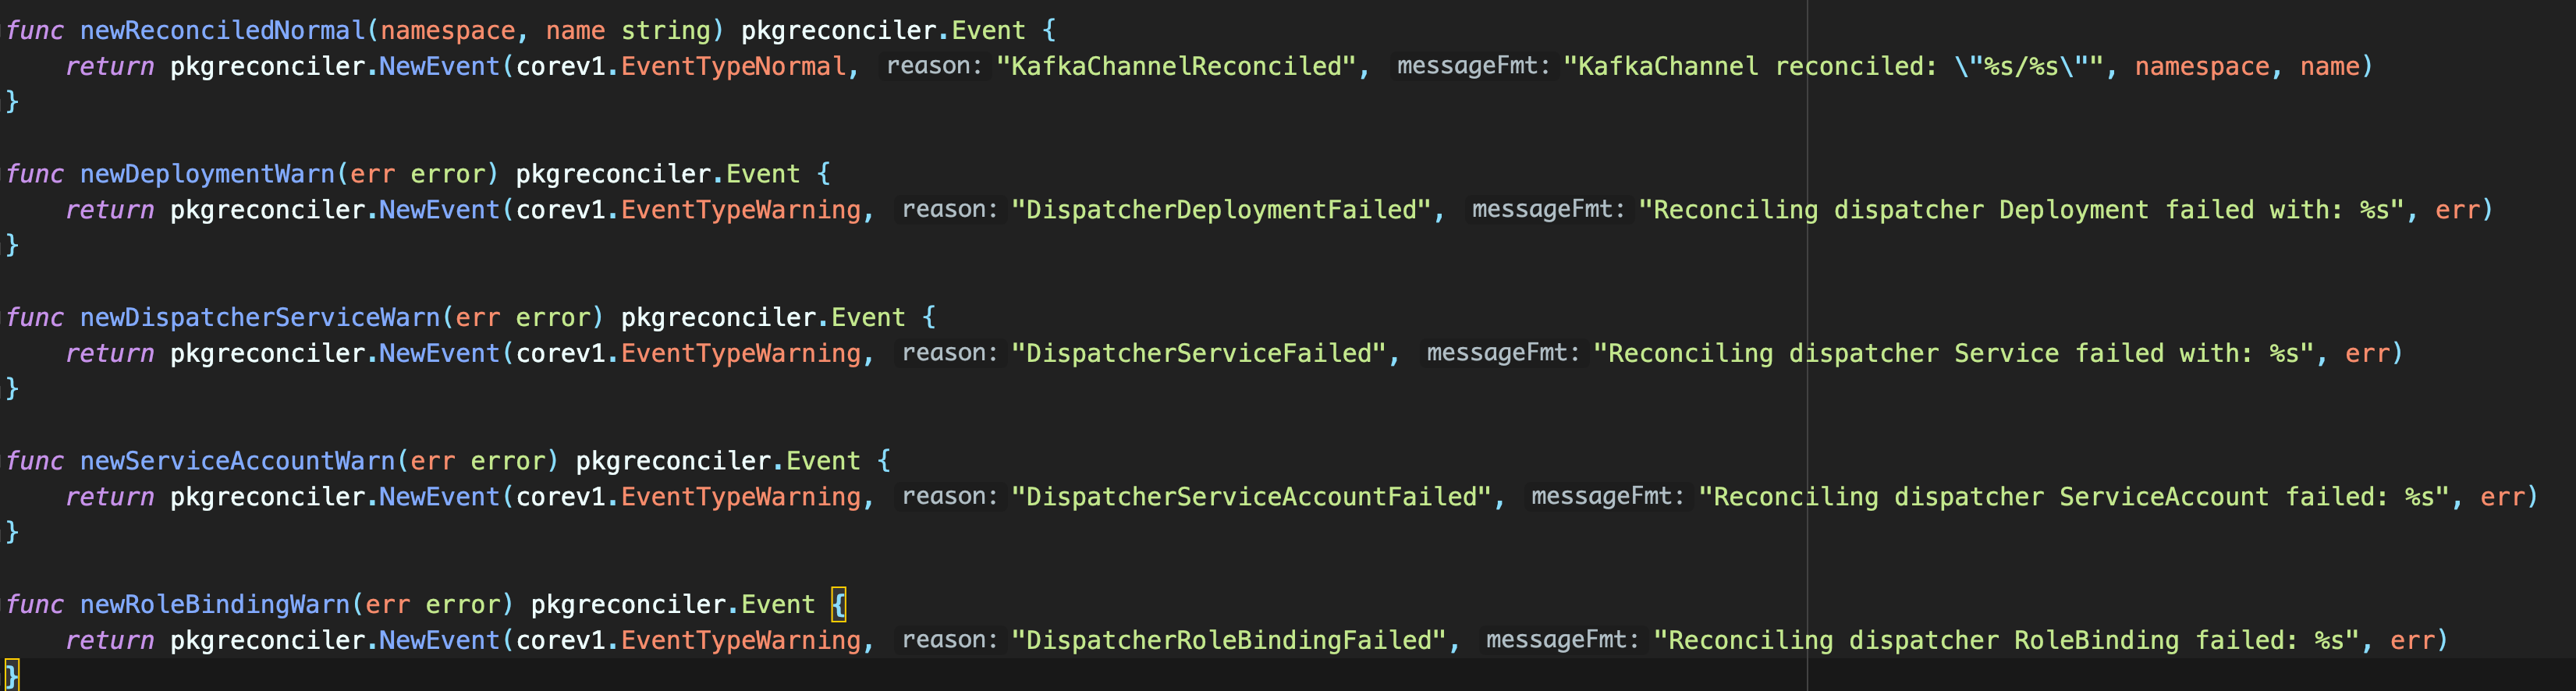 func newReconciledNormal(namespace, name string) pkgreconciler.Event {
    return pkgreconciler.NewEvent(corev1.EventTypeNormal, reason: "KafkaChannelReconciled", messageFmt: "KafkaChannel reconciled: \"%s/%s\"", namespace, name)
}

func newDeploymentWarn(err error) pkgreconciler.Event {
    return pkgreconciler.NewEvent(corev1.EventTypeWarning, reason: "DispatcherDeploymentFailed", messageFmt: "Reconciling dispatcher Deployment failed with: %s", err)
}

func newDispatcherServiceWarn(err error) pkgreconciler.Event {
    return pkgreconciler.NewEvent(corev1.EventTypeWarning, reason: "DispatcherServiceFailed", messageFmt: "Reconciling dispatcher Service failed with: %s", err)
}

func newServiceAccountWarn(err error) pkgreconciler.Event {
    return pkgreconciler.NewEvent(corev1.EventTypeWarning, reason: "DispatcherServiceAccountFailed", messageFmt: "Reconciling dispatcher ServiceAccount failed: %s", err)
}

func newRoleBindingWarn(err error) pkgreconciler.Event {
    return pkgreconciler.NewEvent(corev1.EventTypeWarning, reason: "DispatcherRoleBindingFailed", messageFmt: "Reconciling dispatcher RoleBinding failed: %s", err)
}